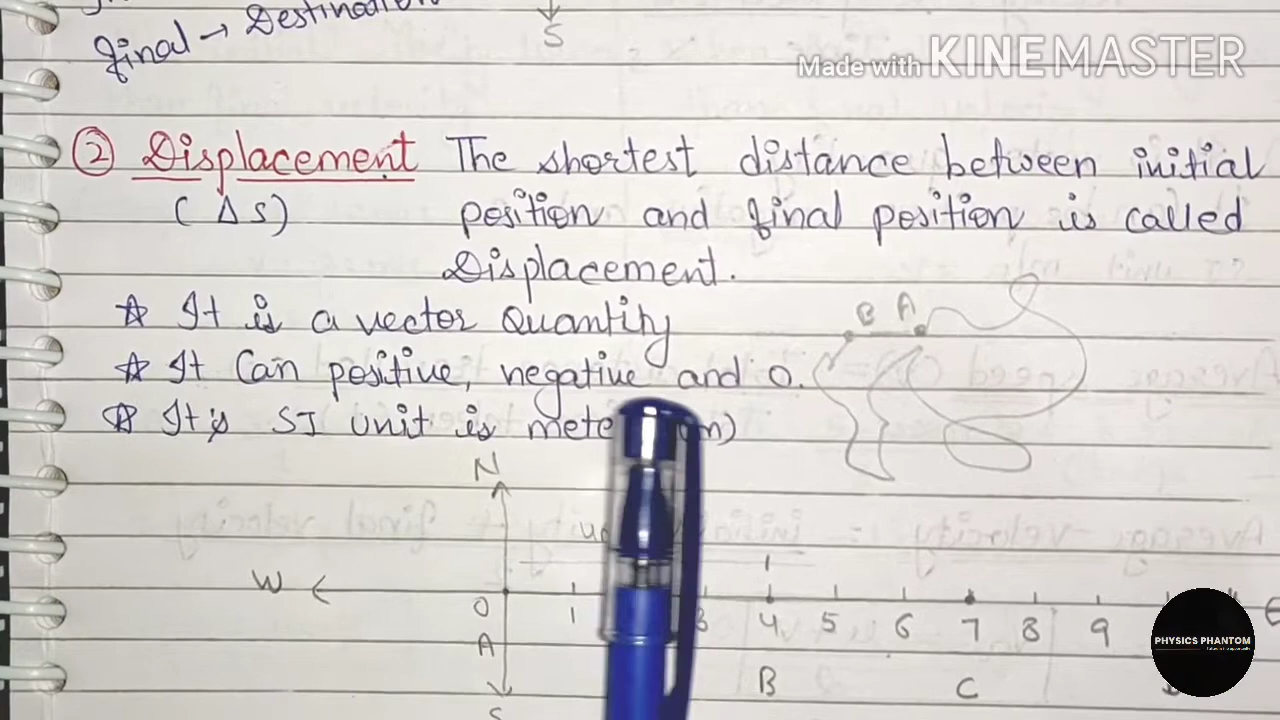 final → Destination
S
Made with KINEMASTER
② Displacement The shortest distance between initial
(Δs) position and final position is called
Displacement.
☆ It is a vector Quantity
B A
☆ It Can positive, negative and 0.
☆ It's SI unit is mete m)
N
W
0 1 3 4 5 6 7 8 9 E
A B C
S
PHYSICS PHANTOM